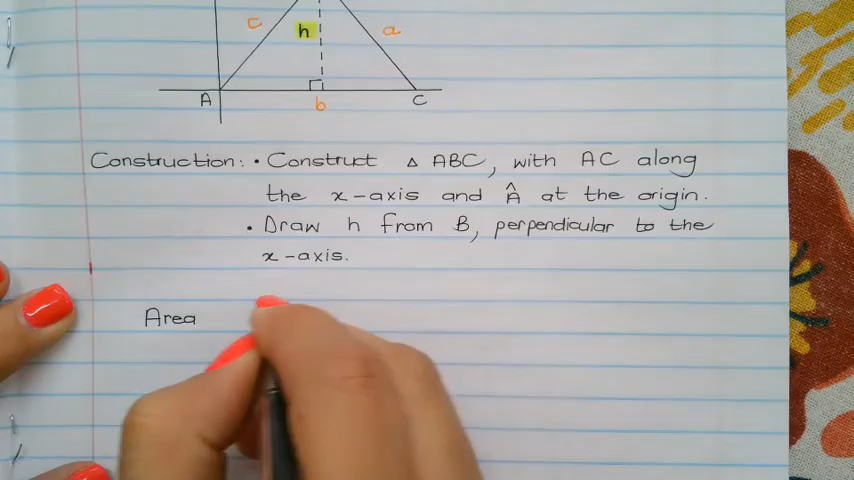 c
h
a
A
b
C
Construction: • Construct △ ABC, with AC along
the x-axis and Â at the origin.
• Draw h from B, perpendicular to the
x-axis.
Area